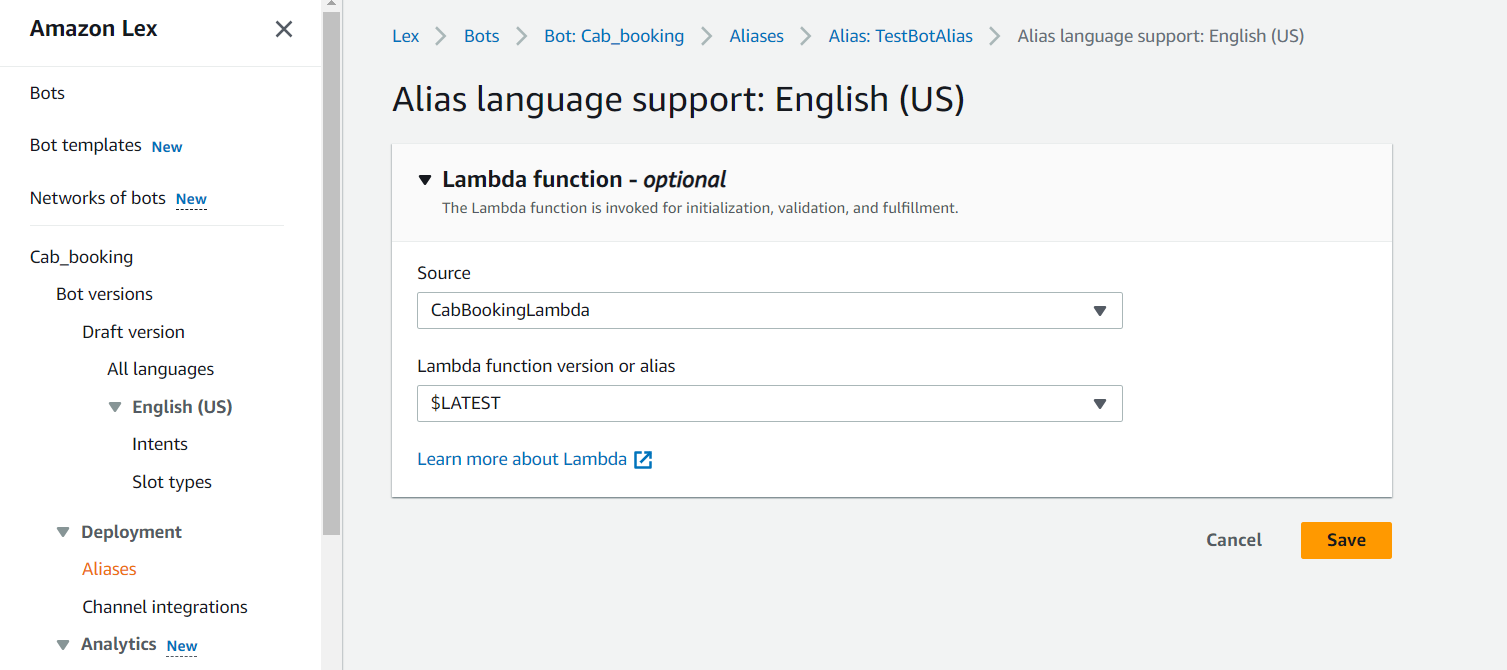 Amazon Lex
Bots
Bot templates New
Networks of bots New
Cab_booking
Bot versions
Draft version
All languages
English (US)
Intents
Slot types
Deployment
Aliases
Channel integrations
Analytics New
Lex Bots Bot: Cab_booking Aliases Alias: TestBotAlias Alias language support: English (US)
Alias language support: English (US)
Lambda function - optional
The Lambda function is invoked for initialization, validation, and fulfillment.
Source
CabBookingLambda
Lambda function version or alias
$LATEST
Learn more about Lambda
Cancel Save